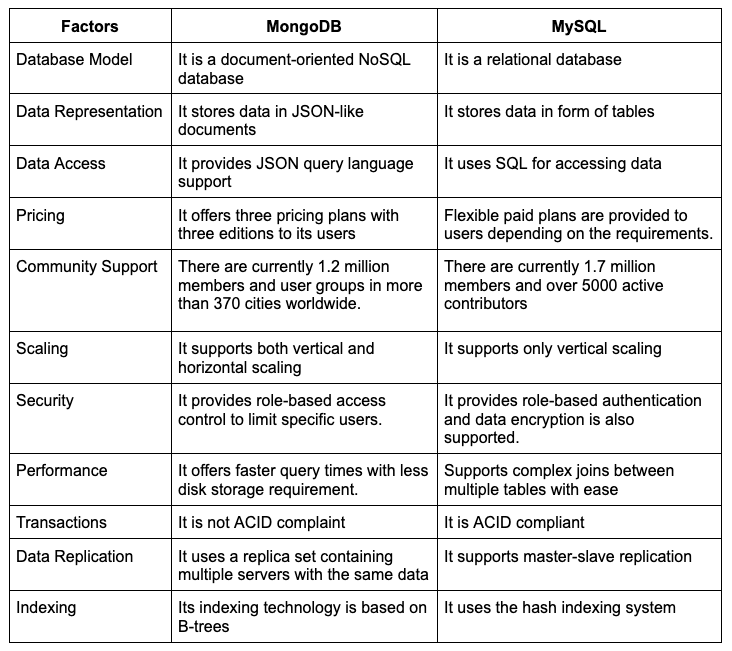 Factors MongoDB MySQL
Database Model It is a document-oriented NoSQL It is a relational database
database
Data Representation It stores data in JSON-like It stores data in form of tables
documents
Data Access It provides JSON query language It uses SQL for accessing data
support
Pricing It offers three pricing plans with Flexible paid plans are provided to
three editions to its users users depending on the requirements.
Community Support There are currently 1.2 million There are currently 1.7 million
members and user groups in more members and over 5000 active
than 370 cities worldwide. contributors
Scaling It supports both vertical and It supports only vertical scaling
horizontal scaling
Security It provides role-based access It provides role-based authentication
control to limit specific users. and data encryption is also
supported.
Performance It offers faster query times with less Supports complex joins between
disk storage requirement. multiple tables with ease
Transactions It is not ACID complaint It is ACID compliant
Data Replication It uses a replica set containing It supports master-slave replication
multiple servers with the same data
Indexing Its indexing technology is based on It uses the hash indexing system
B-trees